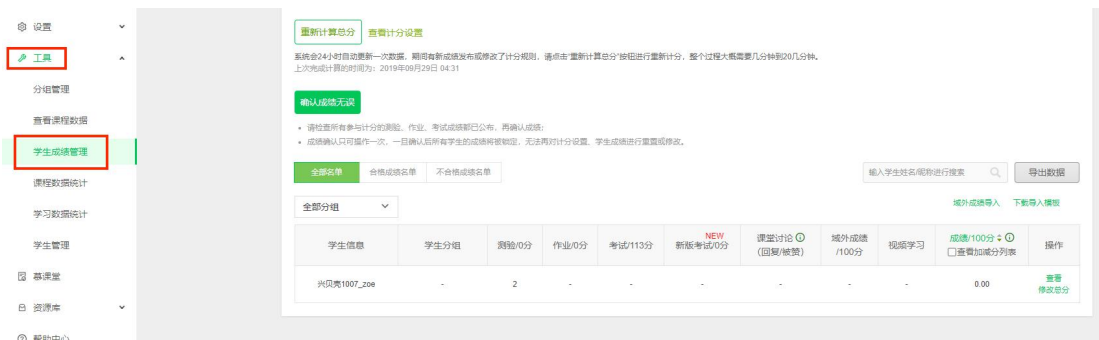 设置
工具
分组管理
查看课程数据
学生成绩管理
课程数据统计
学习数据统计
学生管理
慕课堂
资源库
帮助中心
重新计算总分 查看计分设置
系统会24小时自动更新一次数据，期间有新成绩发布或修改了计分规则，请点击"重新计算总分"按钮进行重新计分，整个过程大概需要几分钟到20几分钟。
上次完成计算的时间为：2019年09月29日 04:31
确认成绩无误
• 请检查所有参与计分的测验、作业、考试成绩都已公布，再确认成绩；
• 成绩确认只可操作一次，一旦确认后所有学生的成绩将被锁定，无法再对计分设置、学生成绩进行重置或修改。
全部名单 合格成绩名单 不合格成绩名单 输入学生姓名/昵称进行搜索 导出数据
全部分组 域外成绩导入 下载导入模板
学生信息 学生分组 测验/0分 作业/0分 考试/113分 NEW 新版考试/0分 课堂讨论 (回复/被赞) 域外成绩 /100分 视频学习 成绩/100分 查看加减分列表 操作
兴贝壳1007_zoe - 2 - - - - - - 0.00 查看
修改总分